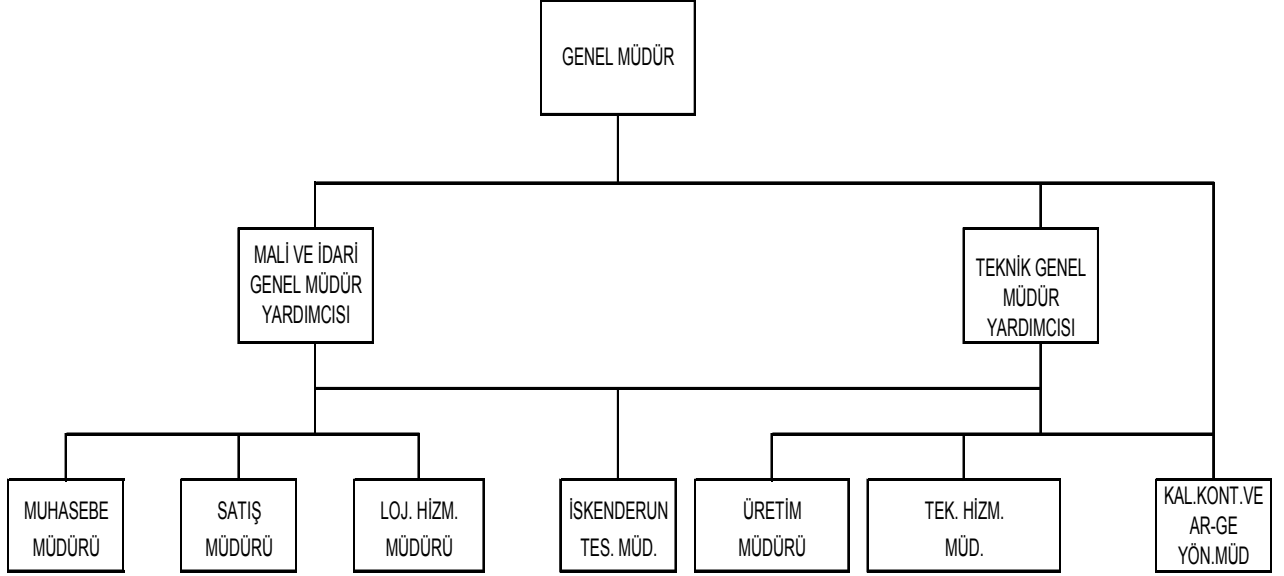 GENEL MÜDÜR
MALİ VE İDARİ
GENEL MÜDÜR
YARDIMCISI
TEKNİK GENEL
MÜDÜR
YARDIMCISI
MUHASEBE
MÜDÜRÜ
SATIŞ
MÜDÜRÜ
LOJ. HİZM.
MÜDÜRÜ
İSKENDERUN
TES. MÜD.
ÜRETİM
MÜDÜRÜ
TEK. HİZM.
MÜD.
KAL.KONT.VE
AR-GE
YÖN.MÜD